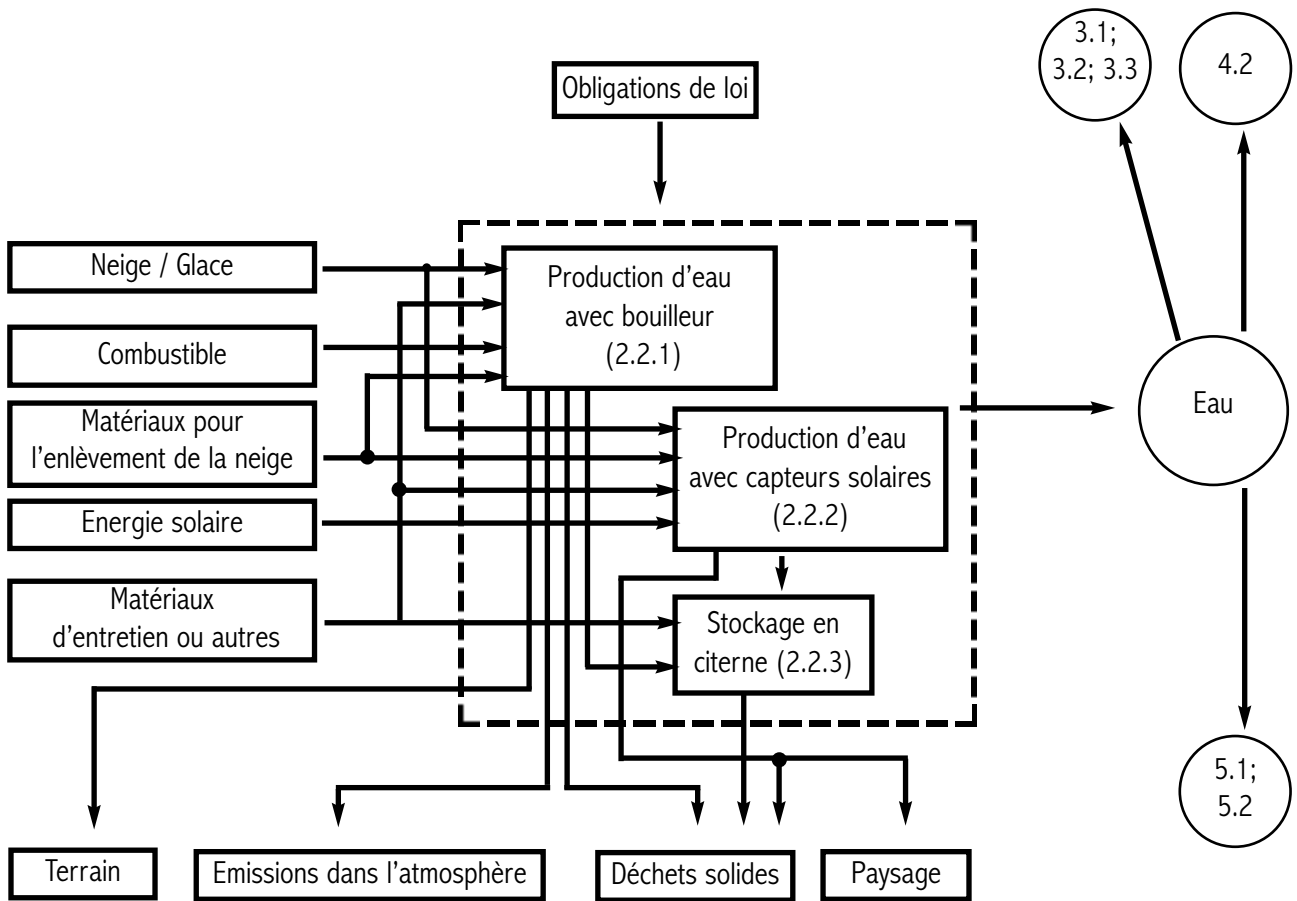 3.1;
3.2; 3.3
4.2
Obligations de loi
Neige / Glace
Production d'eau
avec bouilleur
(2.2.1)
Combustible
Matériaux pour
l'enlèvement de la neige
Eau
Production d'eau
avec capteurs solaires
(2.2.2)
Energie solaire
Matériaux
d'entretien ou autres
Stockage en
citerne (2.2.3)
5.1;
5.2
Terrain
Emissions dans l'atmosphère
Déchets solides
Paysage